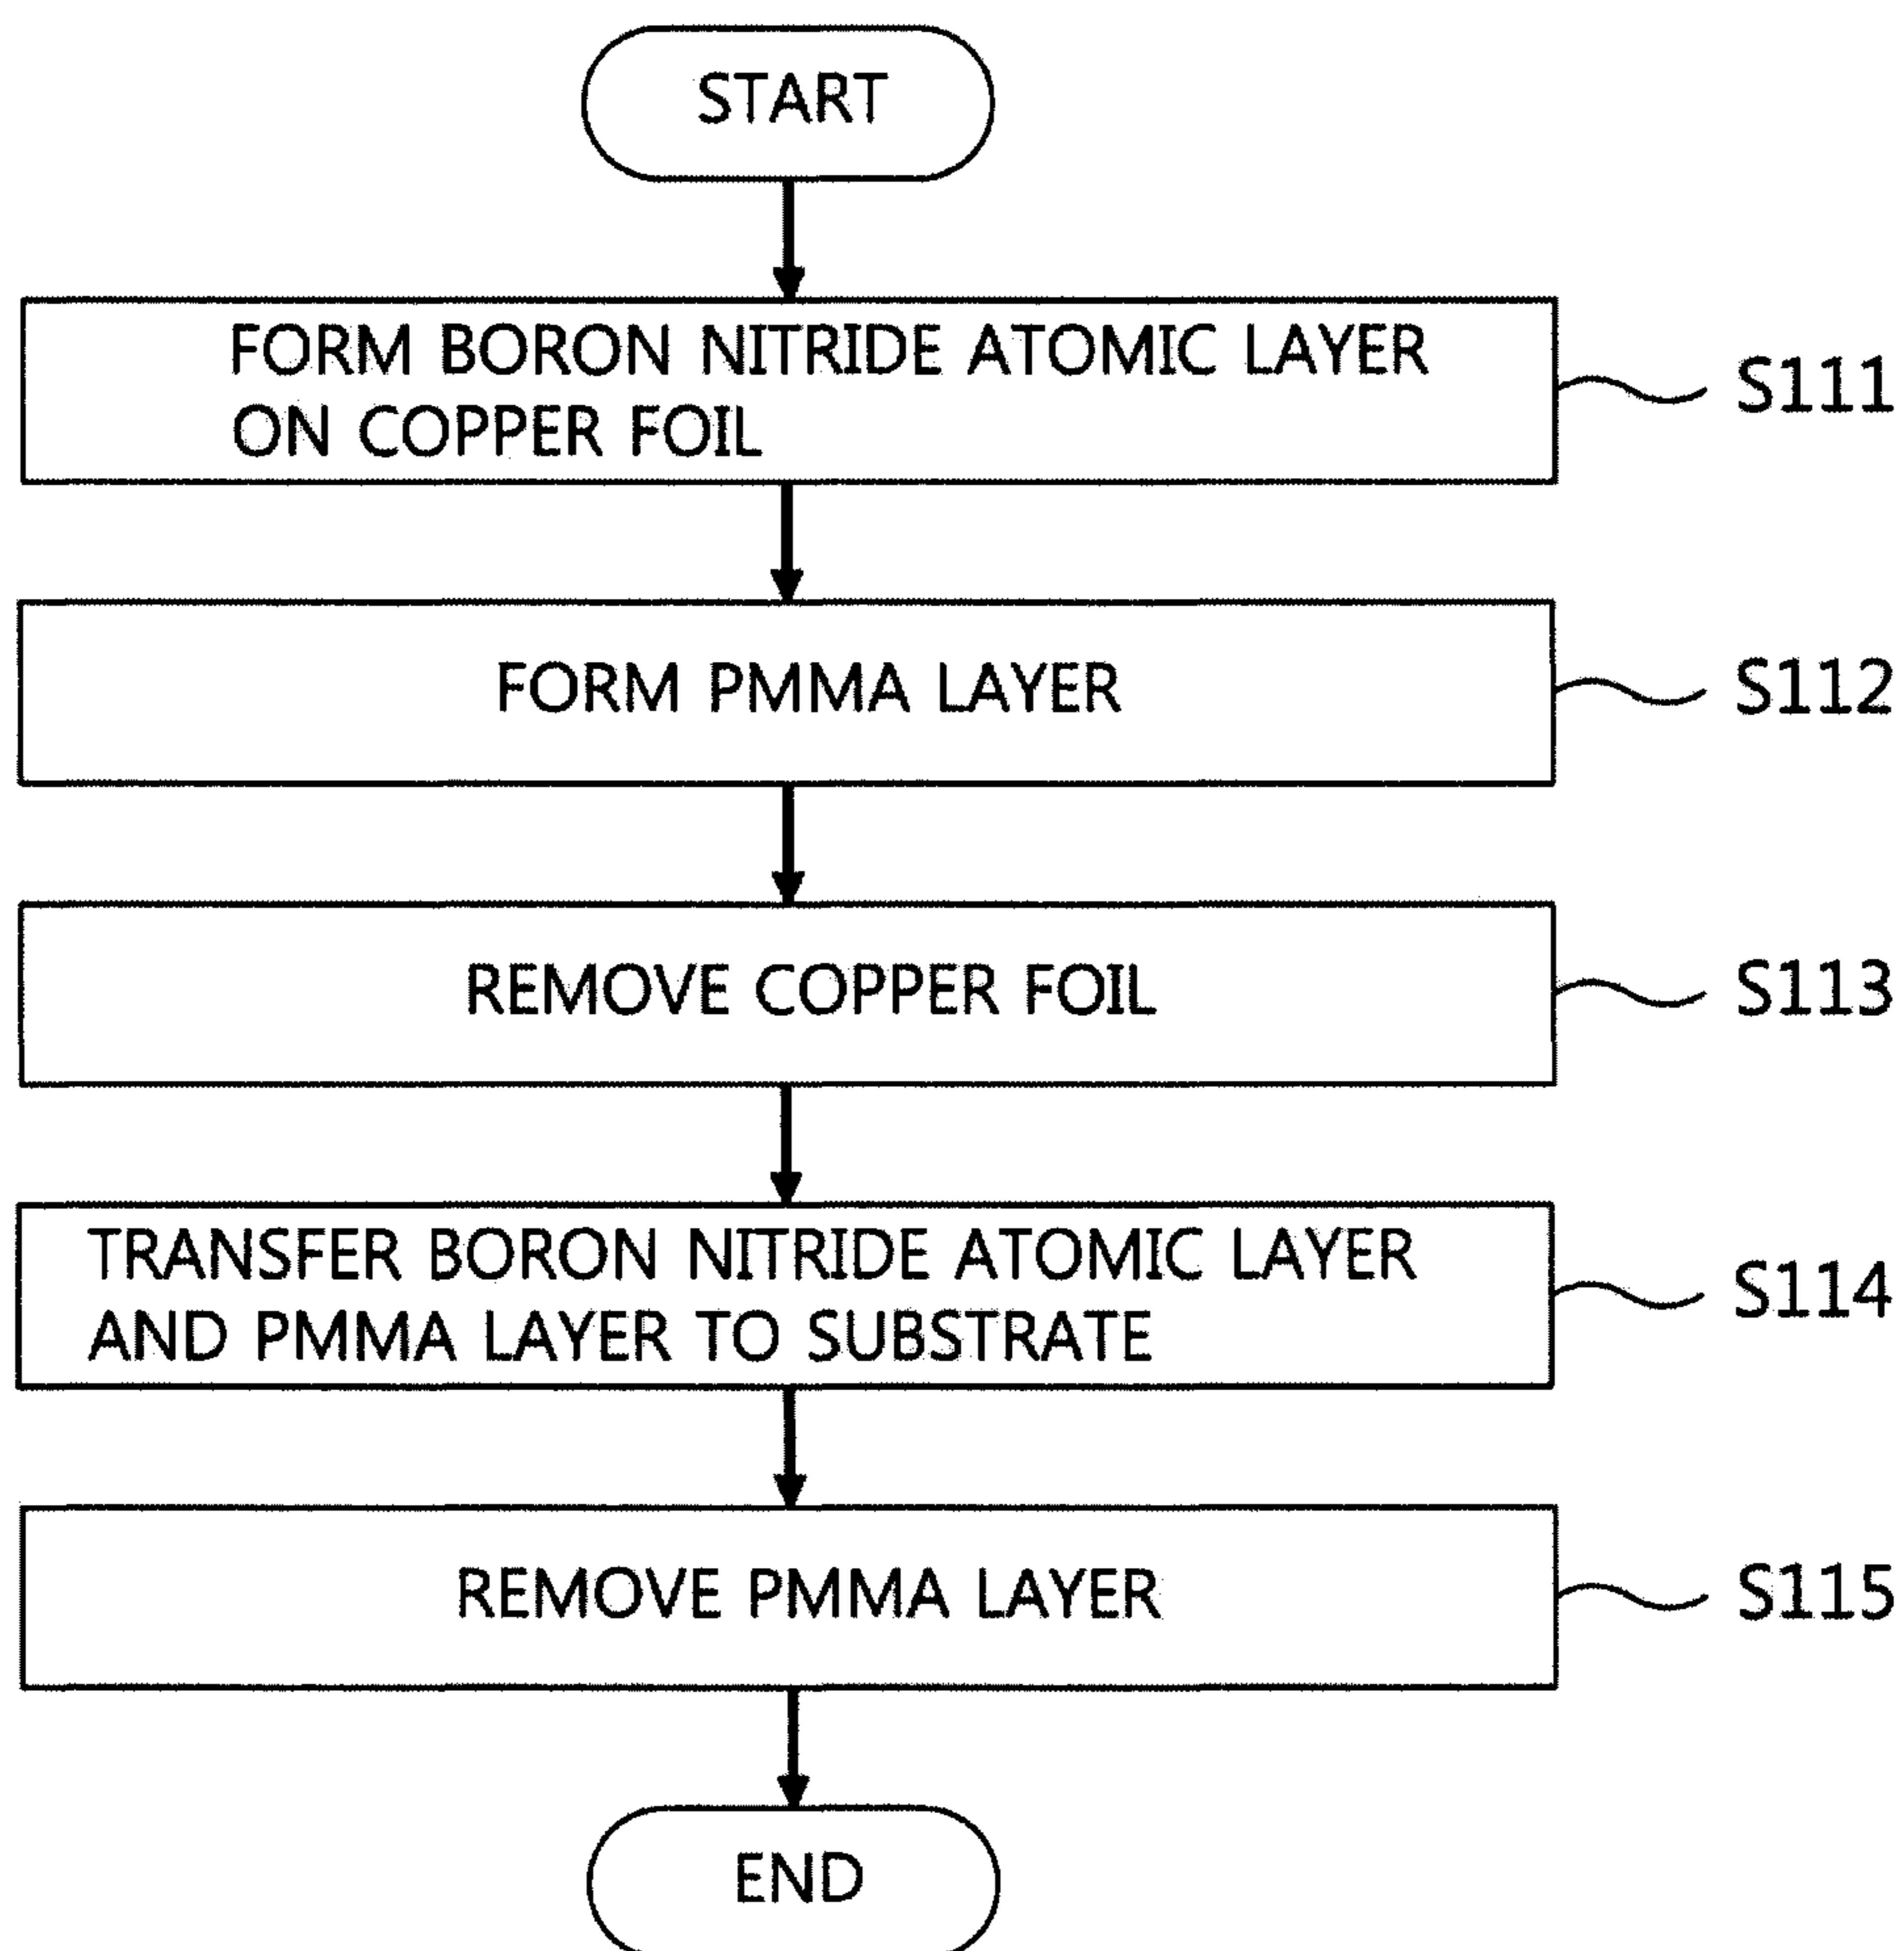 START
FORM BORON NITRIDE ATOMIC LAYER
ON COPPER FOIL
S111
FORM PMMA LAYER
S112
REMOVE COPPER FOIL
S113
TRANSFER BORON NITRIDE ATOMIC LAYER
AND PMMA LAYER TO SUBSTRATE
S114
REMOVE PMMA LAYER
S115
END